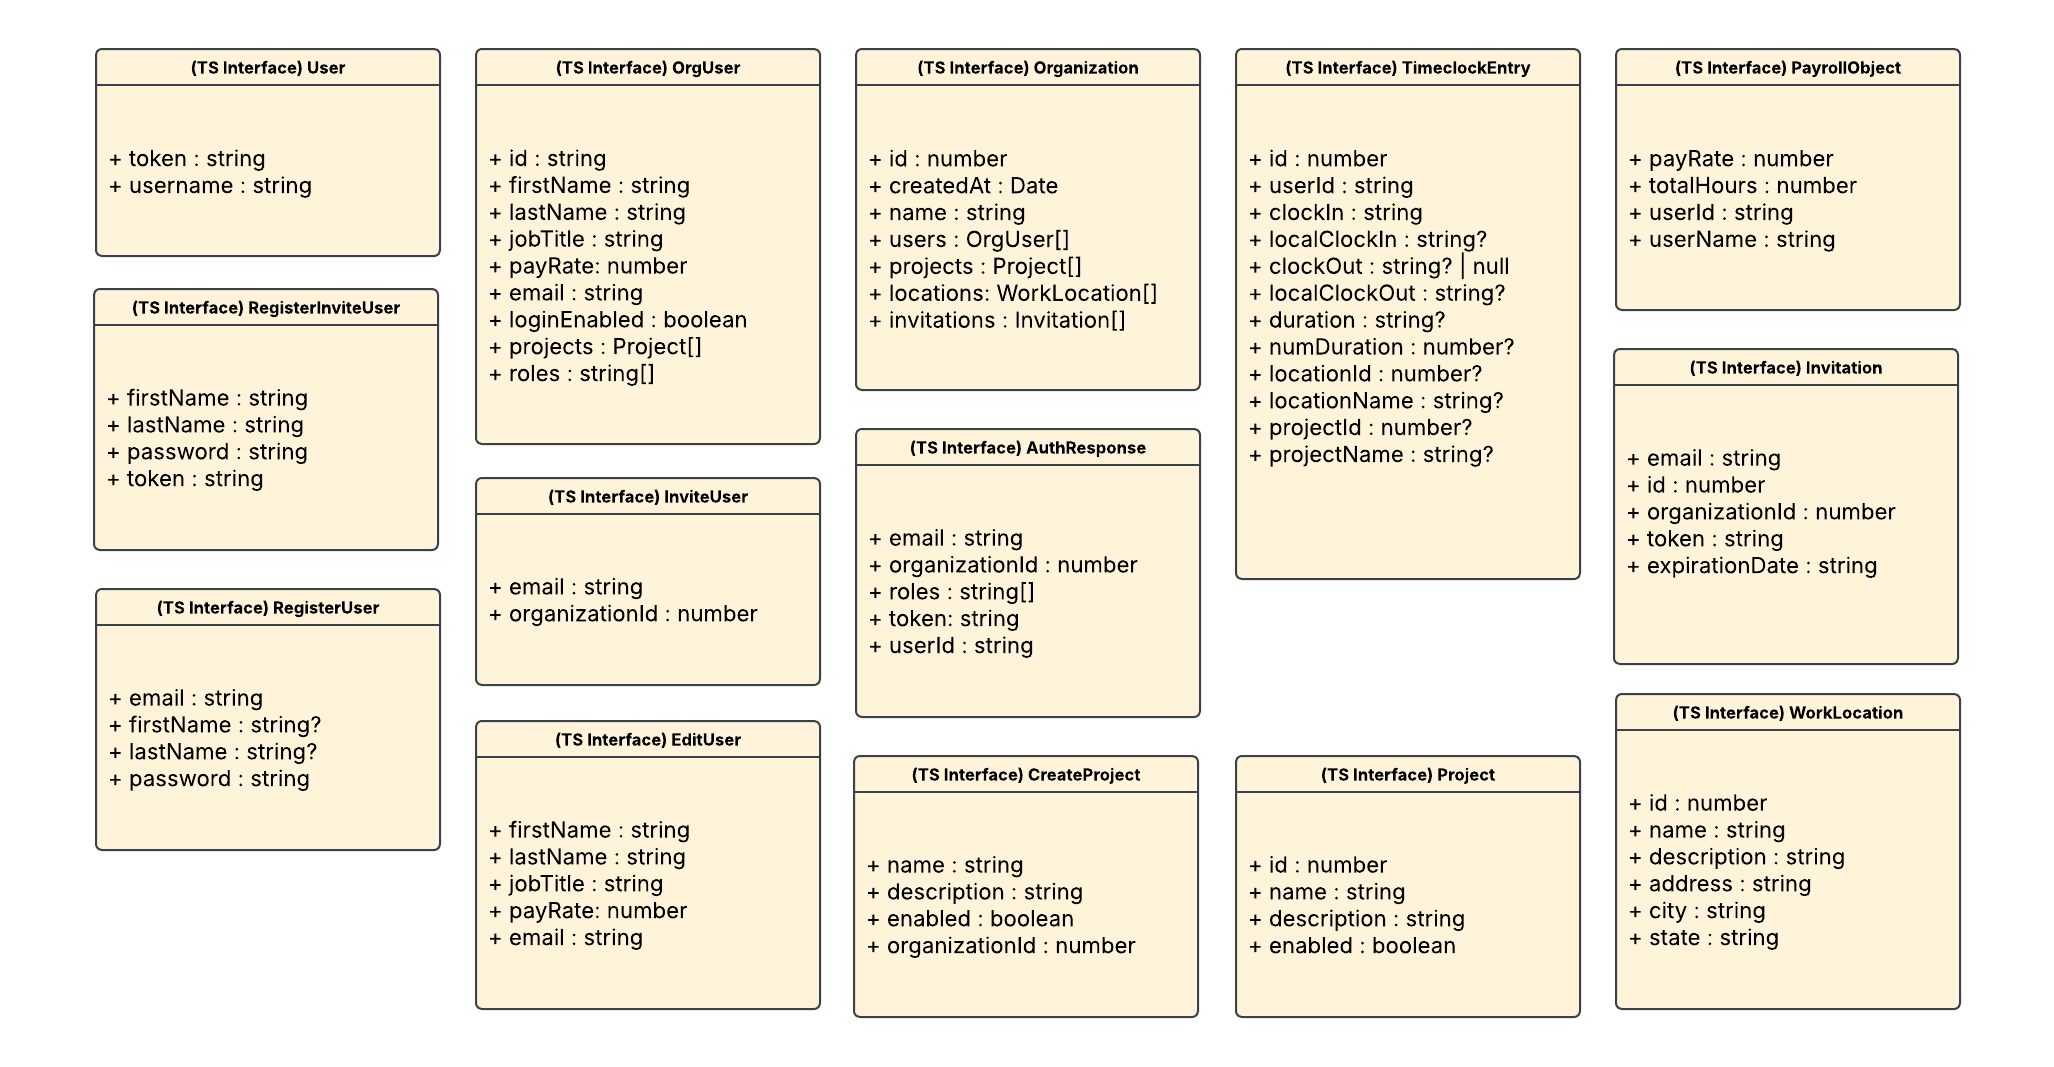 (TS Interface) User
+ token : string
+ username : string
(TS Interface) RegisterInviteUser
+ firstName : string
+ lastName : string
+ password : string
+ token : string
(TS Interface) RegisterUser
+ email : string
+ firstName : string?
+ lastName : string?
+ password : string
(TS Interface) OrgUser
+ id : string
+ firstName : string
+ lastName : string
+ jobTitle : string
+ payRate: number
+ email : string
+ loginEnabled : boolean
+ projects : Project[]
+ roles : string[]
(TS Interface) InviteUser
+ email : string
+ organizationId : number
(TS Interface) EditUser
+ firstName : string
+ lastName : string
+ jobTitle : string
+ payRate: number
+ email : string
(TS Interface) Organization
+ id : number
+ createdAt : Date
+ name : string
+ users : OrgUser[]
+ projects : Project[]
+ locations: WorkLocation[]
+ invitations : Invitation[]
(TS Interface) AuthResponse
+ email : string
+ organizationId : number
+ roles : string[]
+ token: string
+ userId : string
(TS Interface) CreateProject
+ name : string
+ description : string
+ enabled : boolean
+ organizationId : number
(TS Interface) TimeclockEntry
+ id : number
+ userId : string
+ clockIn : string
+ localClockIn : string?
+ clockOut : string? | null
+ localClockOut : string?
+ duration : string?
+ numDuration : number?
+ locationId : number?
+ locationName : string?
+ projectId : number?
+ projectName : string?
(TS Interface) Project
+ id : number
+ name : string
+ description : string
+ enabled : boolean
(TS Interface) PayrollObject
+ payRate : number
+ totalHours : number
+ userId : string
+ userName : string
(TS Interface) Invitation
+ email : string
+ id : number
+ organizationId : number
+ token : string
+ expirationDate : string
(TS Interface) WorkLocation
+ id : number
+ name : string
+ description : string
+ address : string
+ city : string
+ state : string